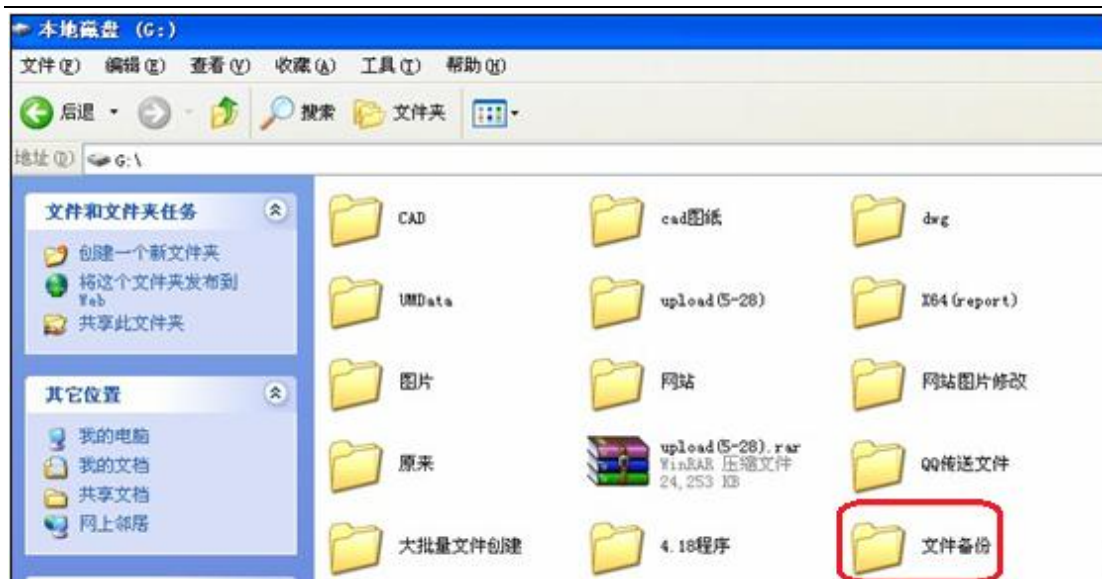 本地磁盘 (G:)
文件(F) 编辑(E) 查看(V) 收藏(A) 工具(T) 帮助(H)
后退 搜索 文件夹
地址(D) G:\
文件和文件夹任务
创建一个新文件夹
将这个文件夹发布到
Web
共享此文件夹
其它位置
我的电脑
我的文档
共享文档
网上邻居
CAD cad图纸 dwg
UMData upload(5-28) X64(report)
图片 网站 网站图片修改
原来 upload(5-28).rar QQ传送文件
WinRAR 压缩文件
24,253 KB
大批量文件创建 4.18程序 文件备份